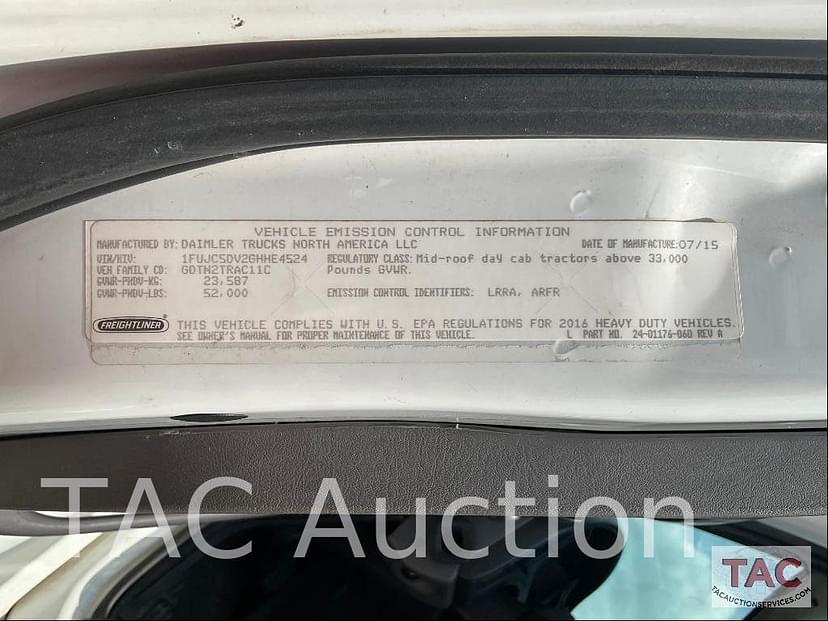 VEHICLE EMISSION CONTROL INFORMATION
MANUFACTURED BY: DAIMLER TRUCKS NORTH AMERICA LLC DATE OF MANUFACTURE: 07/15
VIN/NIV: 1FUJC5DV2GHHE4524 REGULATORY CLASS: Mid-roof day cab tractors above 33,000
VEH FAMILY CD: GDTN2TRAC11C Pounds GVWR.
GVWR-PNDV-KG: 23,587
GVWR-PNDV-LBS: 52,000 EMISSION CONTROL IDENTIFIERS: LRRA, ARFR
FREIGHTLINER THIS VEHICLE COMPLIES WITH U.S. EPA REGULATIONS FOR 2016 HEAVY DUTY VEHICLES.
SEE OWNER'S MANUAL FOR PROPER MAINTENANCE OF THIS VEHICLE. L PART NO. 24-01176-060 REV A
TAC Auction
TAC
TACAUCTIONSERVICES.COM